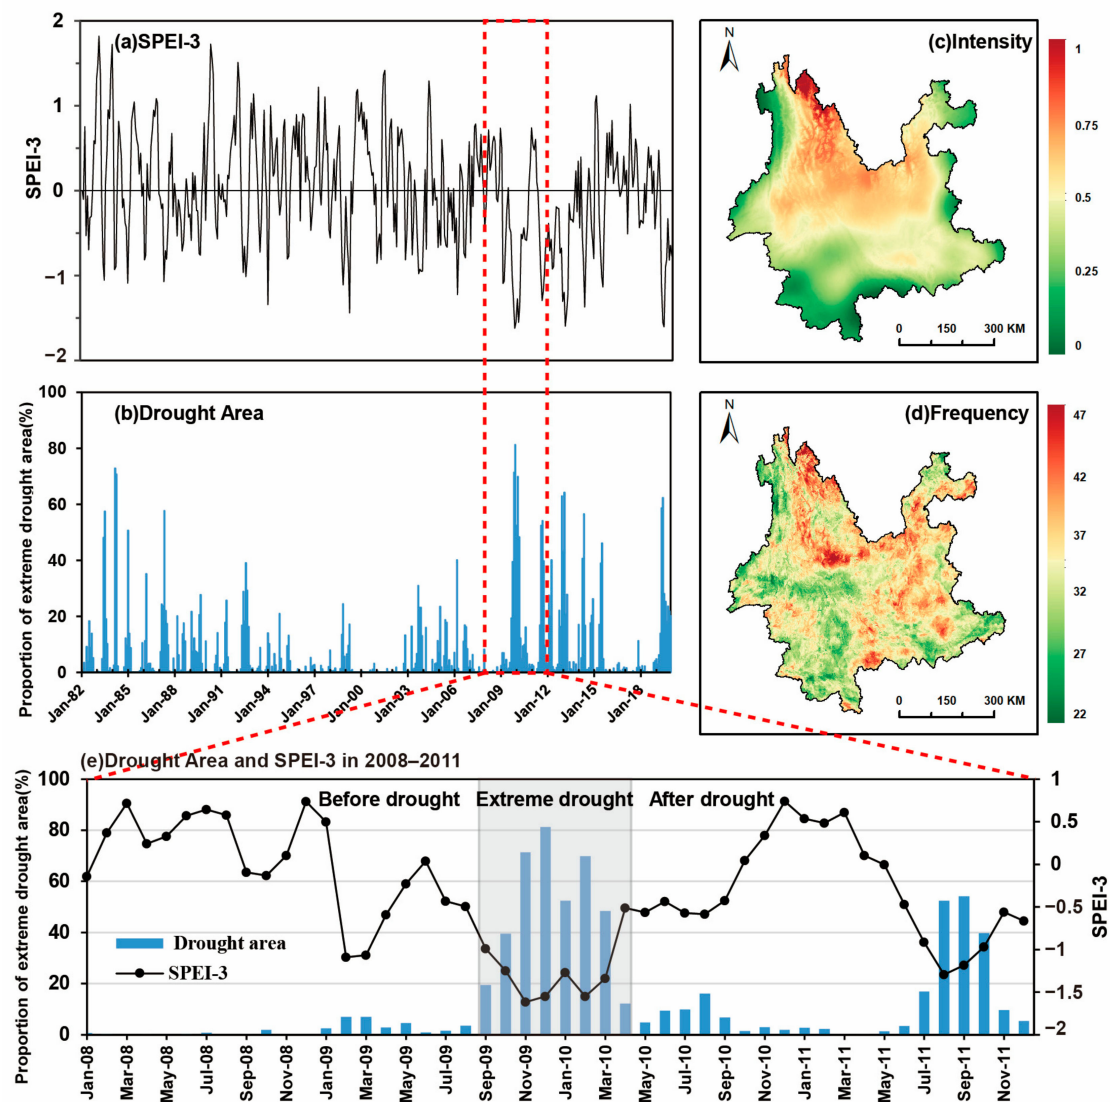 (a)SPEI-3
SPEI-3
2
1
0
−1
−2
N
(c)Intensity
0 150 300 KM
1
0.75
0.5
0.25
0
(b)Drought Area
Proportion of extreme drought area(%)
100
80
60
40
20
0
Jan-82 Jan-85 Jan-88 Jan-91 Jan-94 Jan-97 Jan-00 Jan-03 Jan-06 Jan-09 Jan-12 Jan-15 Jan-18
N
(d)Frequency
0 150 300 KM
47
42
37
32
27
22
(e)Drought Area and SPEI-3 in 2008–2011
Proportion of extreme drought area(%)
100
80
60
40
20
0
Before drought Extreme drought After drought
Drought area
SPEI-3
1
0.5
0
−0.5
−1
−1.5
−2
SPEI-3
Jan-08 Mar-08 May-08 Jul-08 Sep-08 Nov-08 Jan-09 Mar-09 May-09 Jul-09 Sep-09 Nov-09 Jan-10 Mar-10 May-10 Jul-10 Sep-10 Nov-10 Jan-11 Mar-11 May-11 Jul-11 Sep-11 Nov-11